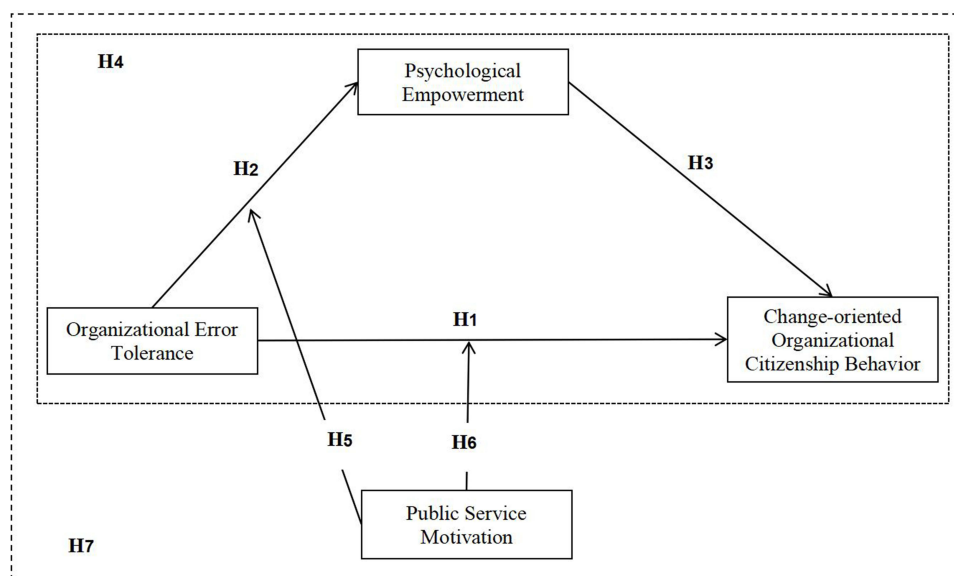 H4
Psychological
Empowerment
H2
H3
Organizational Error
Tolerance
H1
Change-oriented
Organizational
Citizenship Behavior
H5
H6
Public Service
Motivation
H7